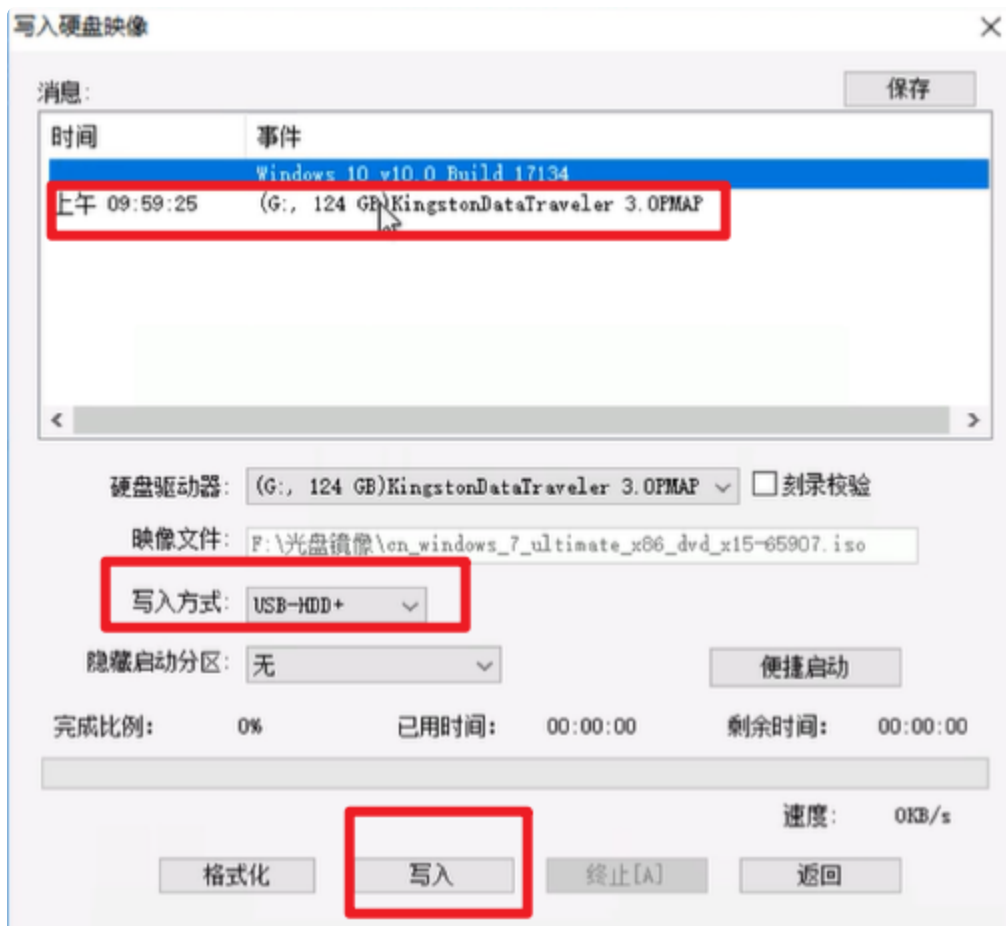 写入硬盘映像
消息:
保存
时间 事件
Windows 10 v10.0 Build 17134
上午 09:59:25 (G:, 124 GB)KingstonDataTraveler 3.0PMAP
硬盘驱动器: (G:, 124 GB)KingstonDataTraveler 3.0PMAP 刻录校验
映像文件: F:\光盘镜像\cn_windows_7_ultimate_x86_dvd_x15-65907.iso
写入方式: USB-HDD+
隐藏启动分区: 无 便捷启动
完成比例: 0% 已用时间: 00:00:00 剩余时间: 00:00:00
速度: 0KB/s
格式化 写入 终止[A] 返回